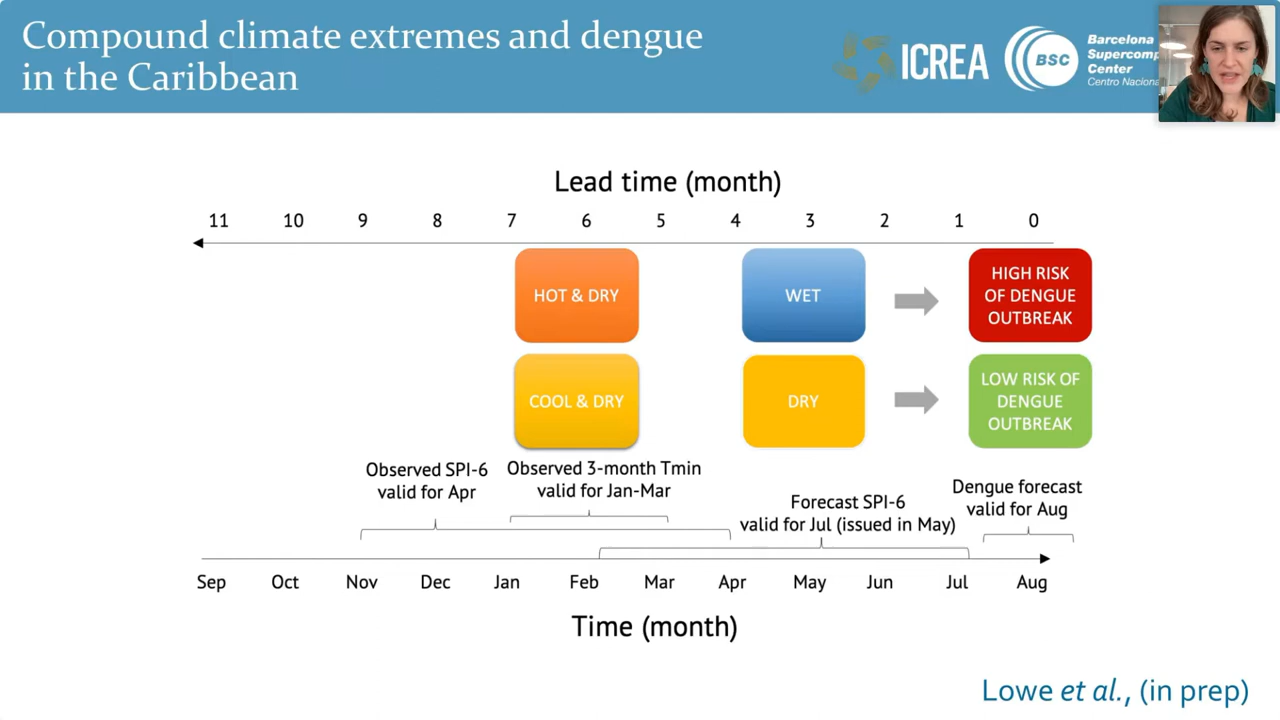 Compound climate extremes and dengue
in the Caribbean
ICREA
BSC
Barcelona
Center
Centro
Lead time (month)
11 10 9 8 7 6 5 4 3 2 1 0
HOT & DRY
WET
HIGH RISK
OF DENGUE
OUTBREAK
COOL & DRY
DRY
LOW RISK OF
DENGUE
OUTBREAK
Observed SPI-6
valid for Apr
Observed 3-month Tmin
valid for Jan-Mar
Forecast SPI-6
valid for Jul (issued in May)
Dengue forecast
valid for Aug
Sep Oct Nov Dec Jan Feb Mar Apr May Jun Jul Aug
Time (month)
Lowe et al., (in prep)